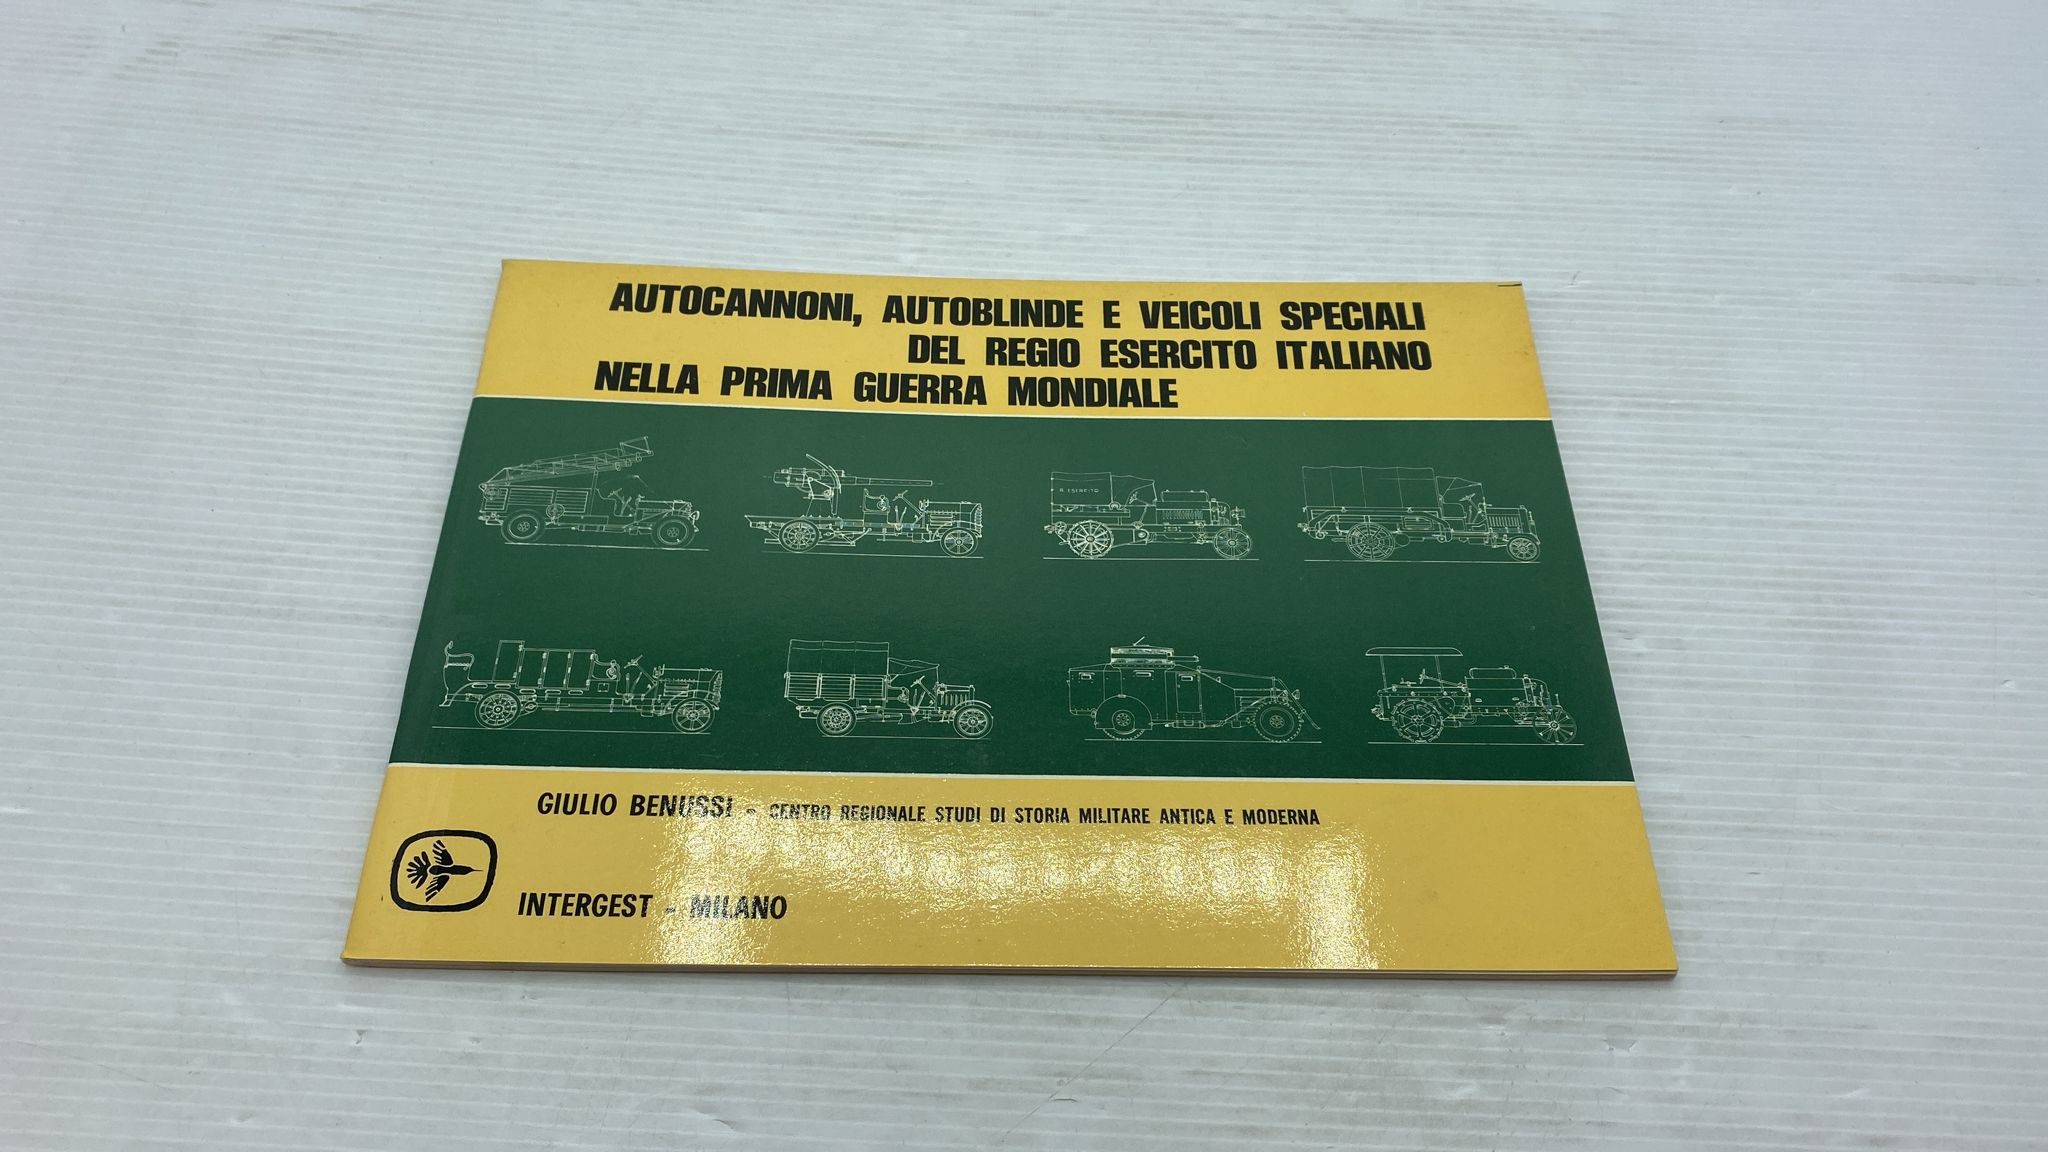 AUTOCANNONI, AUTOBLINDE E VEICOLI SPECIALI
DEL REGIO ESERCITO ITALIANO
NELLA PRIMA GUERRA MONDIALE
R. ESERCITO
GIULIO BENUSSI - CENTRO REGIONALE STUDI DI STORIA MILITARE ANTICA E MODERNA
INTERGEST - MILANO